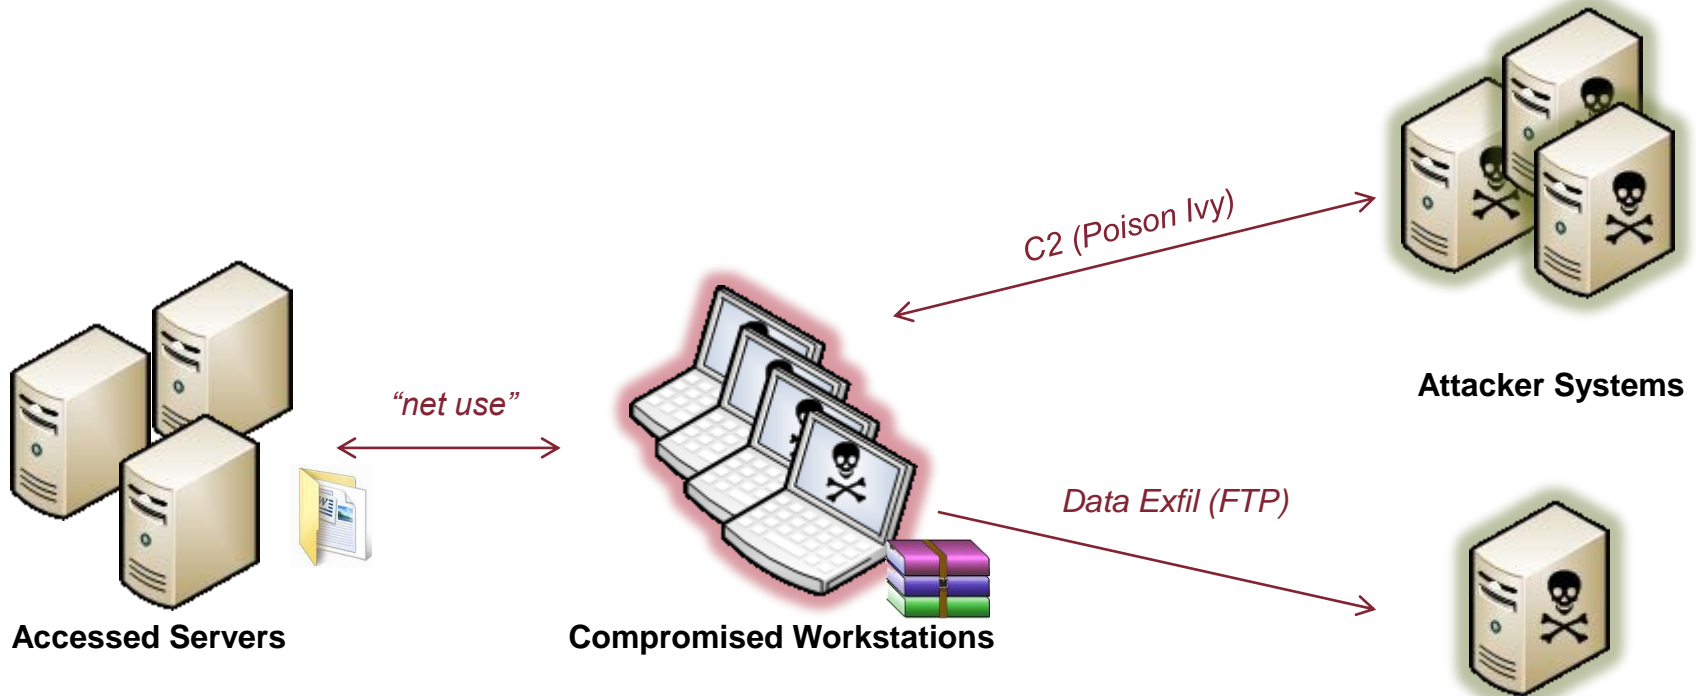 C2 (Poison Ivy)
Attacker Systems
“net use”
Data Exfil (FTP)
Accessed Servers
Compromised Workstations